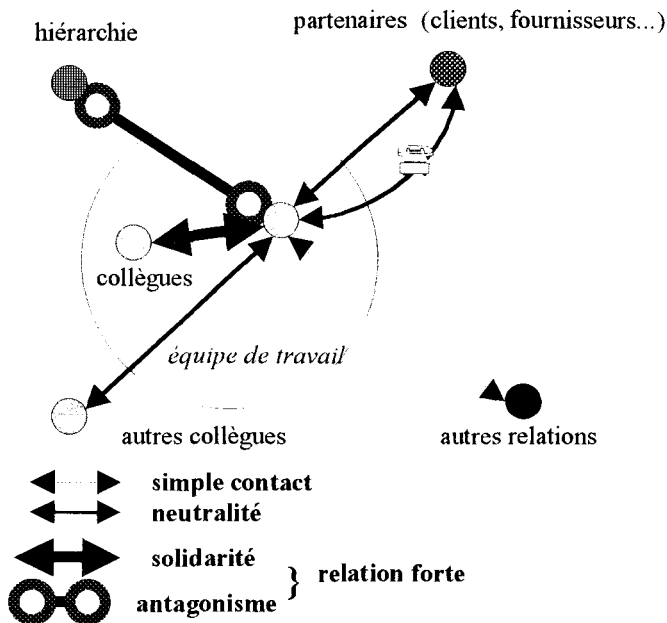 hiérarchie
partenaires (clients, fournisseurs...)
collègues
équipe de travail
autres collègues
autres relations
simple contact
neutralité
solidarité
} relation forte
antagonisme